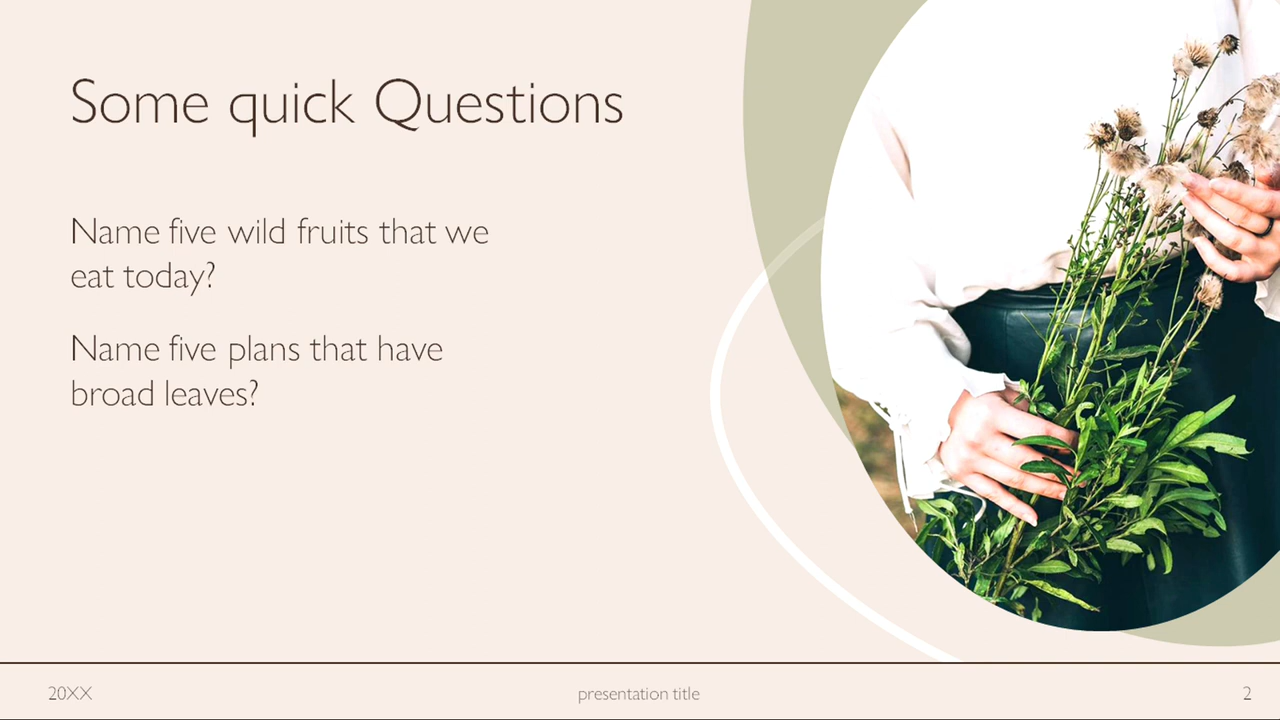 Some quick Questions
Name five wild fruits that we
eat today?
Name five plans that have
broad leaves?
20XX
presentation title
2